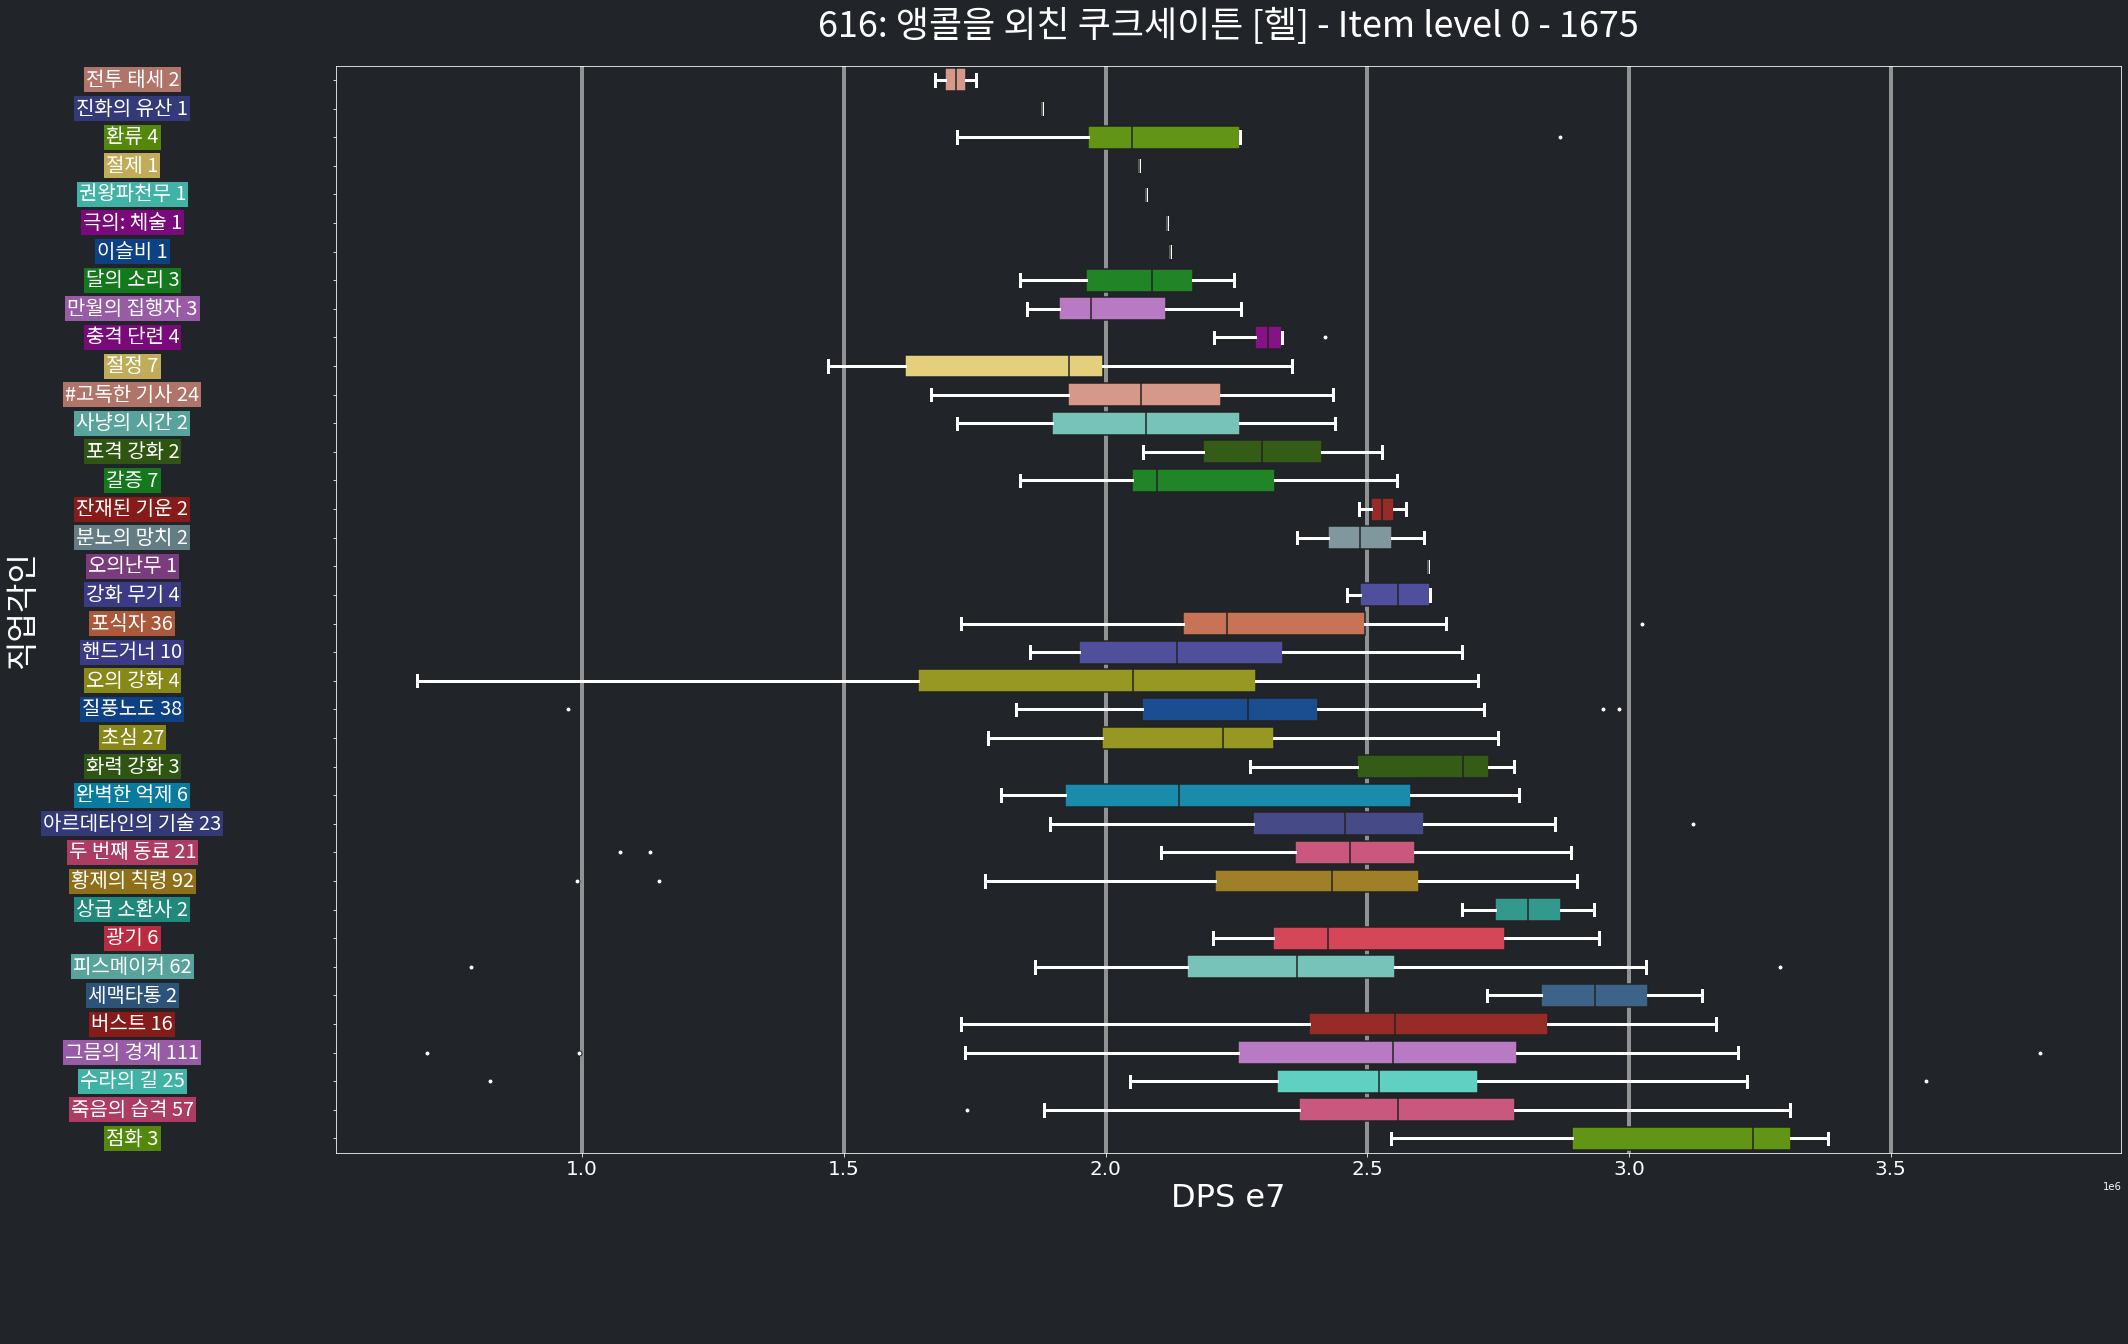 616: 앵콜을 외친 쿠크세이튼 [헬] - Item level 0 - 1675
직업각인
전투 태세 2
진화의 유산 1
환류 4
절제 1
권왕파천무 1
극의: 체술 1
이슬비 1
달의 소리 3
만월의 집행자 3
충격 단련 4
절정 7
#고독한 기사 24
사냥의 시간 2
포격 강화 2
갈증 7
잔재된 기운 2
분노의 망치 2
오의난무 1
강화 무기 4
포식자 36
핸드거너 10
오의 강화 4
질풍노도 38
초심 27
화력 강화 3
완벽한 억제 6
아르데타인의 기술 23
두 번째 동료 21
황제의 칙령 92
상급 소환사 2
광기 6
피스메이커 62
세맥타통 2
버스트 16
그믐의 경계 111
수라의 길 25
죽음의 습격 57
점화 3
1.0 1.5 2.0 2.5 3.0 3.5
1e6
DPS e7